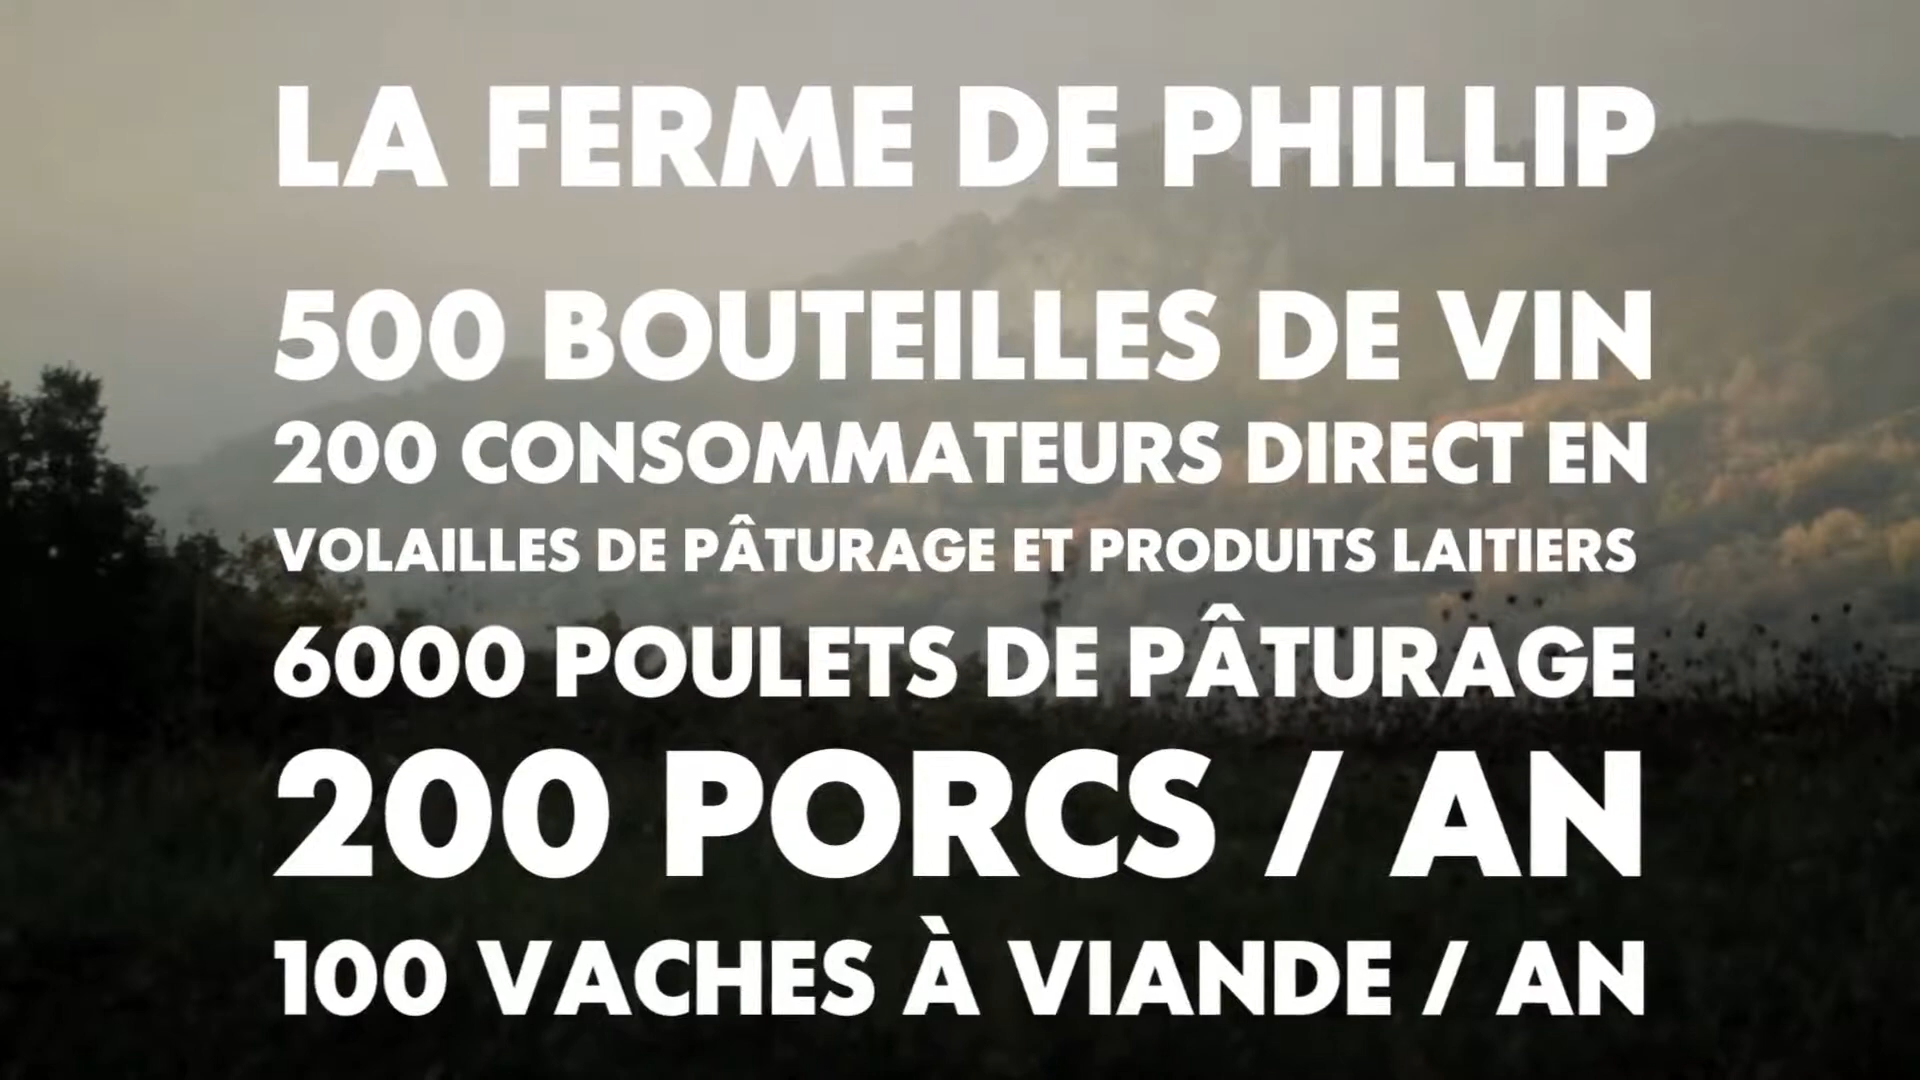 LA FERME DE PHILLIP
500 BOUTEILLES DE VIN
200 CONSOMMATEURS DIRECT EN
VOLAILLES DE PÂTURAGE ET PRODUITS LAITIERS
6000 POULETS DE PÂTURAGE
200 PORCS / AN
100 VACHES À VIANDE / AN